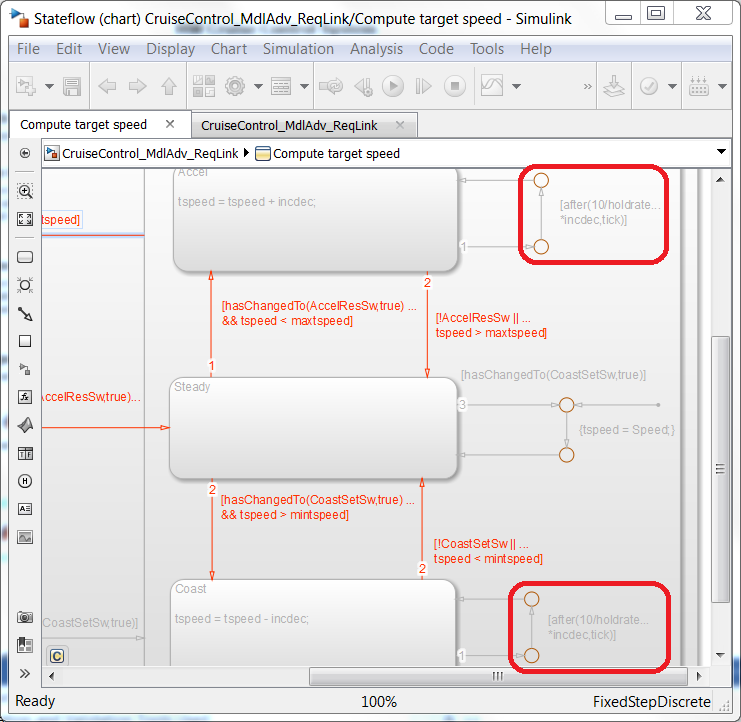 Stateflow (chart) CruiseControl_MdlAdv_ReqLink/Compute target speed - Simulink
File Edit View Display Chart Simulation Analysis Code Tools Help
»
»
Compute target speed
CruiseControl_MdlAdv_ReqLink
CruiseControl_MdlAdv_ReqLink Compute target speed
Accel
tspeed = tspeed + incdec;
[after(10/holdrate...
*incdec,tick)]
tspeed]
1
2
[hasChangedTo(AccelResSw,true) ...
&& tspeed < maxtspeed]
[!AccelResSw || ...
tspeed > maxtspeed]
1
[hasChangedTo(CoastSetSw,true)]
Steady
AccelResSw,true)...
3
{tspeed = Speed;}
2
[hasChangedTo(CoastSetSw,true) ...
&& tspeed > mintspeed]
[!CoastSetSw || ...
tspeed < mintspeed]
2
Coast
tspeed = tspeed - incdec;
[after(10/holdrate...
*incdec,tick)]
(CoastSetSw,true)]
1
C
»
Ready 100% FixedStepDiscrete